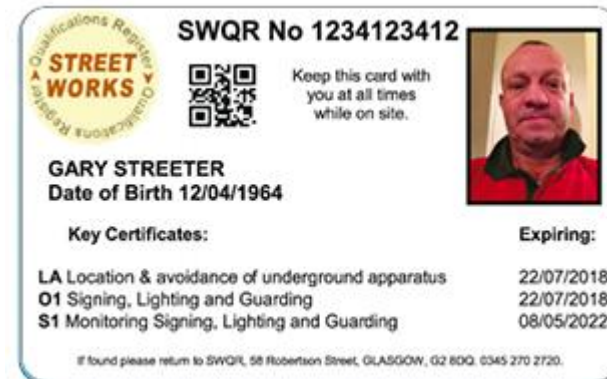 Qualifications Register
STREET
WORKS
Qualifications Register
SWQR No 1234123412
Keep this card with
you at all times
while on site.
GARY STREETER
Date of Birth 12/04/1964
Key Certificates: Expiring:
LA Location & avoidance of underground apparatus 22/07/2018
O1 Signing, Lighting and Guarding 22/07/2018
S1 Monitoring Signing, Lighting and Guarding 08/05/2022
If found please return to SWQR, 58 Robertson Street, GLASGOW, G2 8DQ. 0345 270 2720.